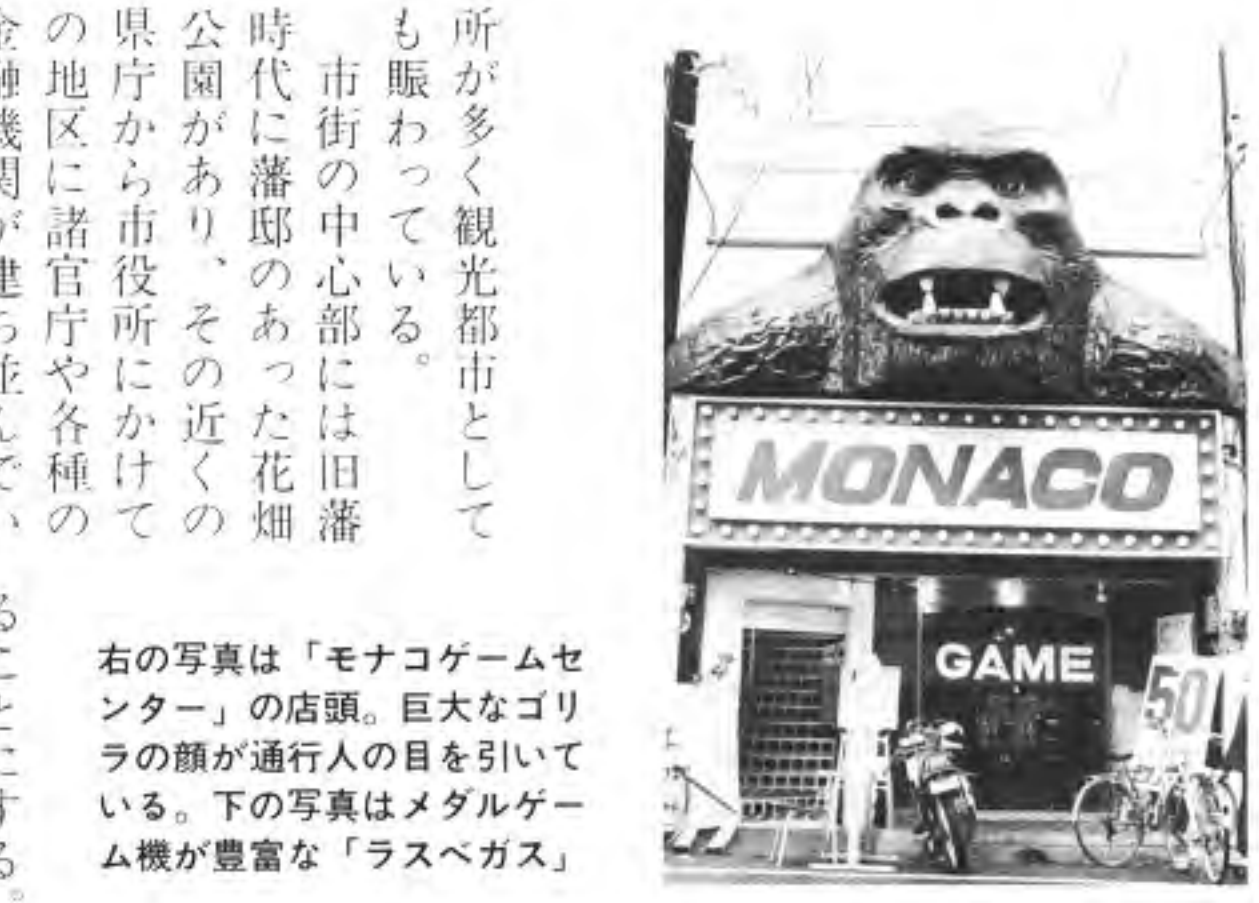 所が多く観光都市として
も賑わっている。
市街の中心部には旧藩
時代に藩邸のあった花畑
公園があり、その近くの
県庁から市役所にかけて
の地区に諸官庁や各種の
金融機関が建ち並んでい
ることにする。
右の写真は「モナコゲームセ
ンター」の店頭。巨大なゴリ
ラの顔が通行人の目を引いて
いる。下の写真はメダルゲー
ム機が豊富な「ラスベガス」
MONACO
GAME
50